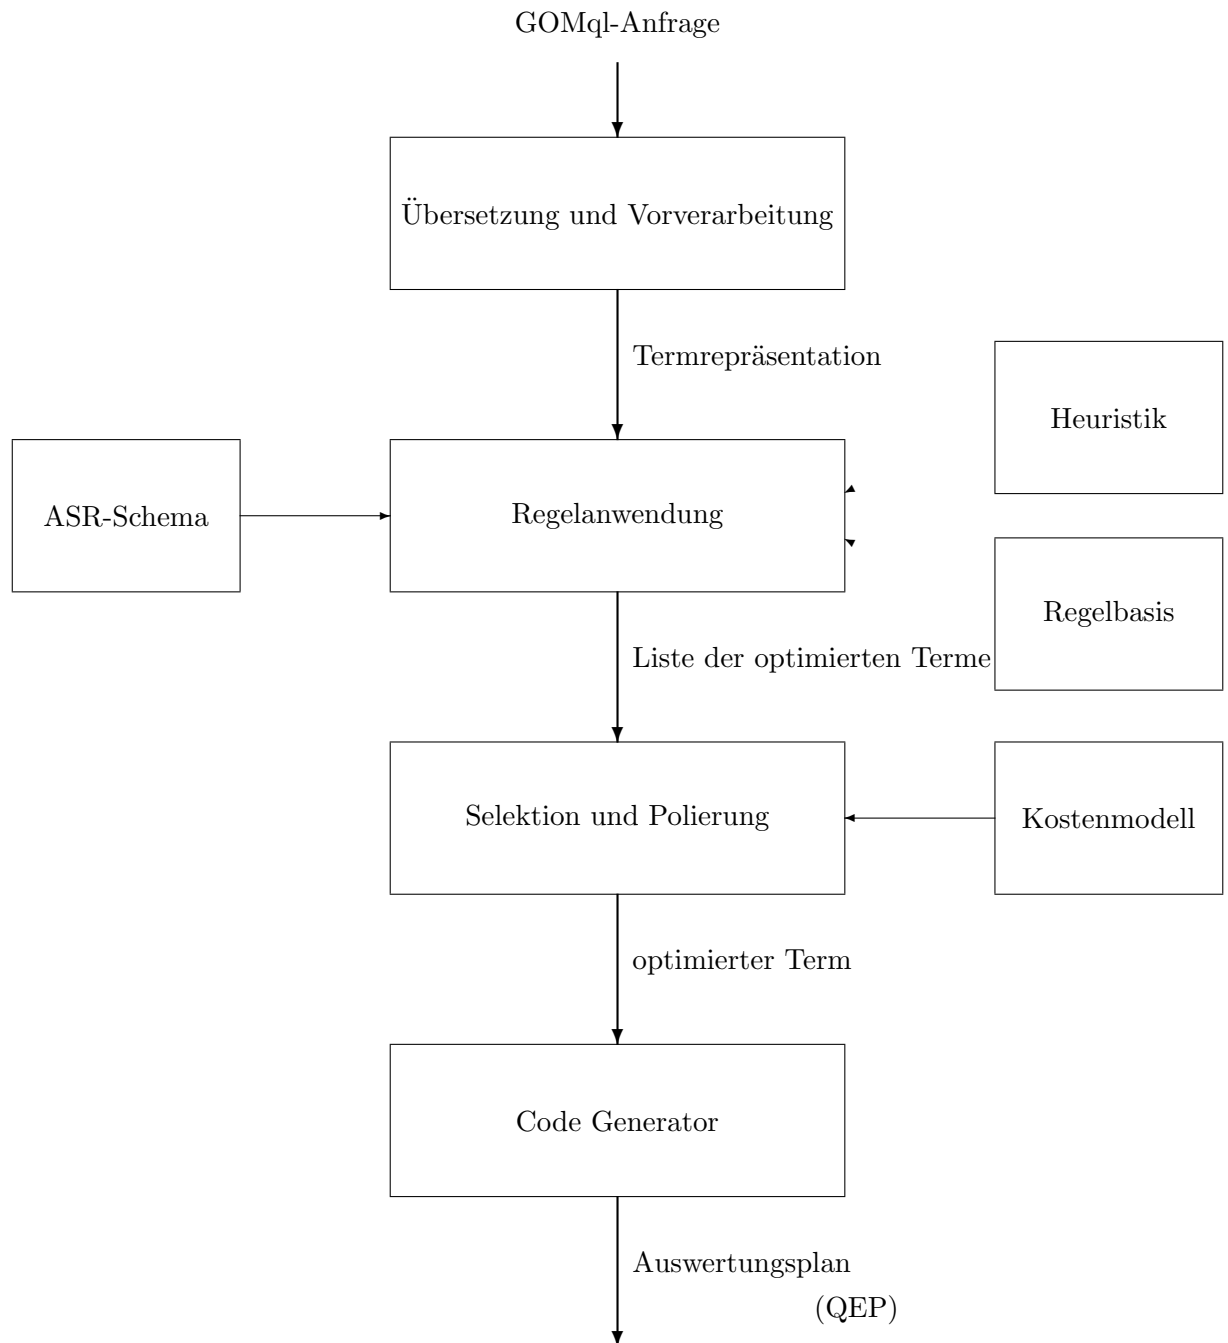 GOMql-Anfrage
Übersetzung und Vorverarbeitung
Termrepräsentation
Heuristik
ASR-Schema
Regelanwendung
Regelbasis
Liste der optimierten Terme
Selektion und Polierung
Kostenmodell
optimierter Term
Code Generator
Auswertungsplan
(QEP)